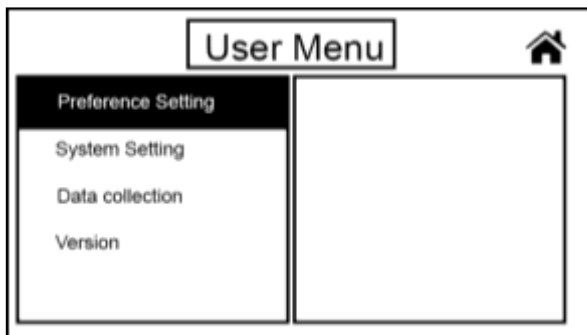 User Menu
Preference Setting
System Setting
Data collection
Version